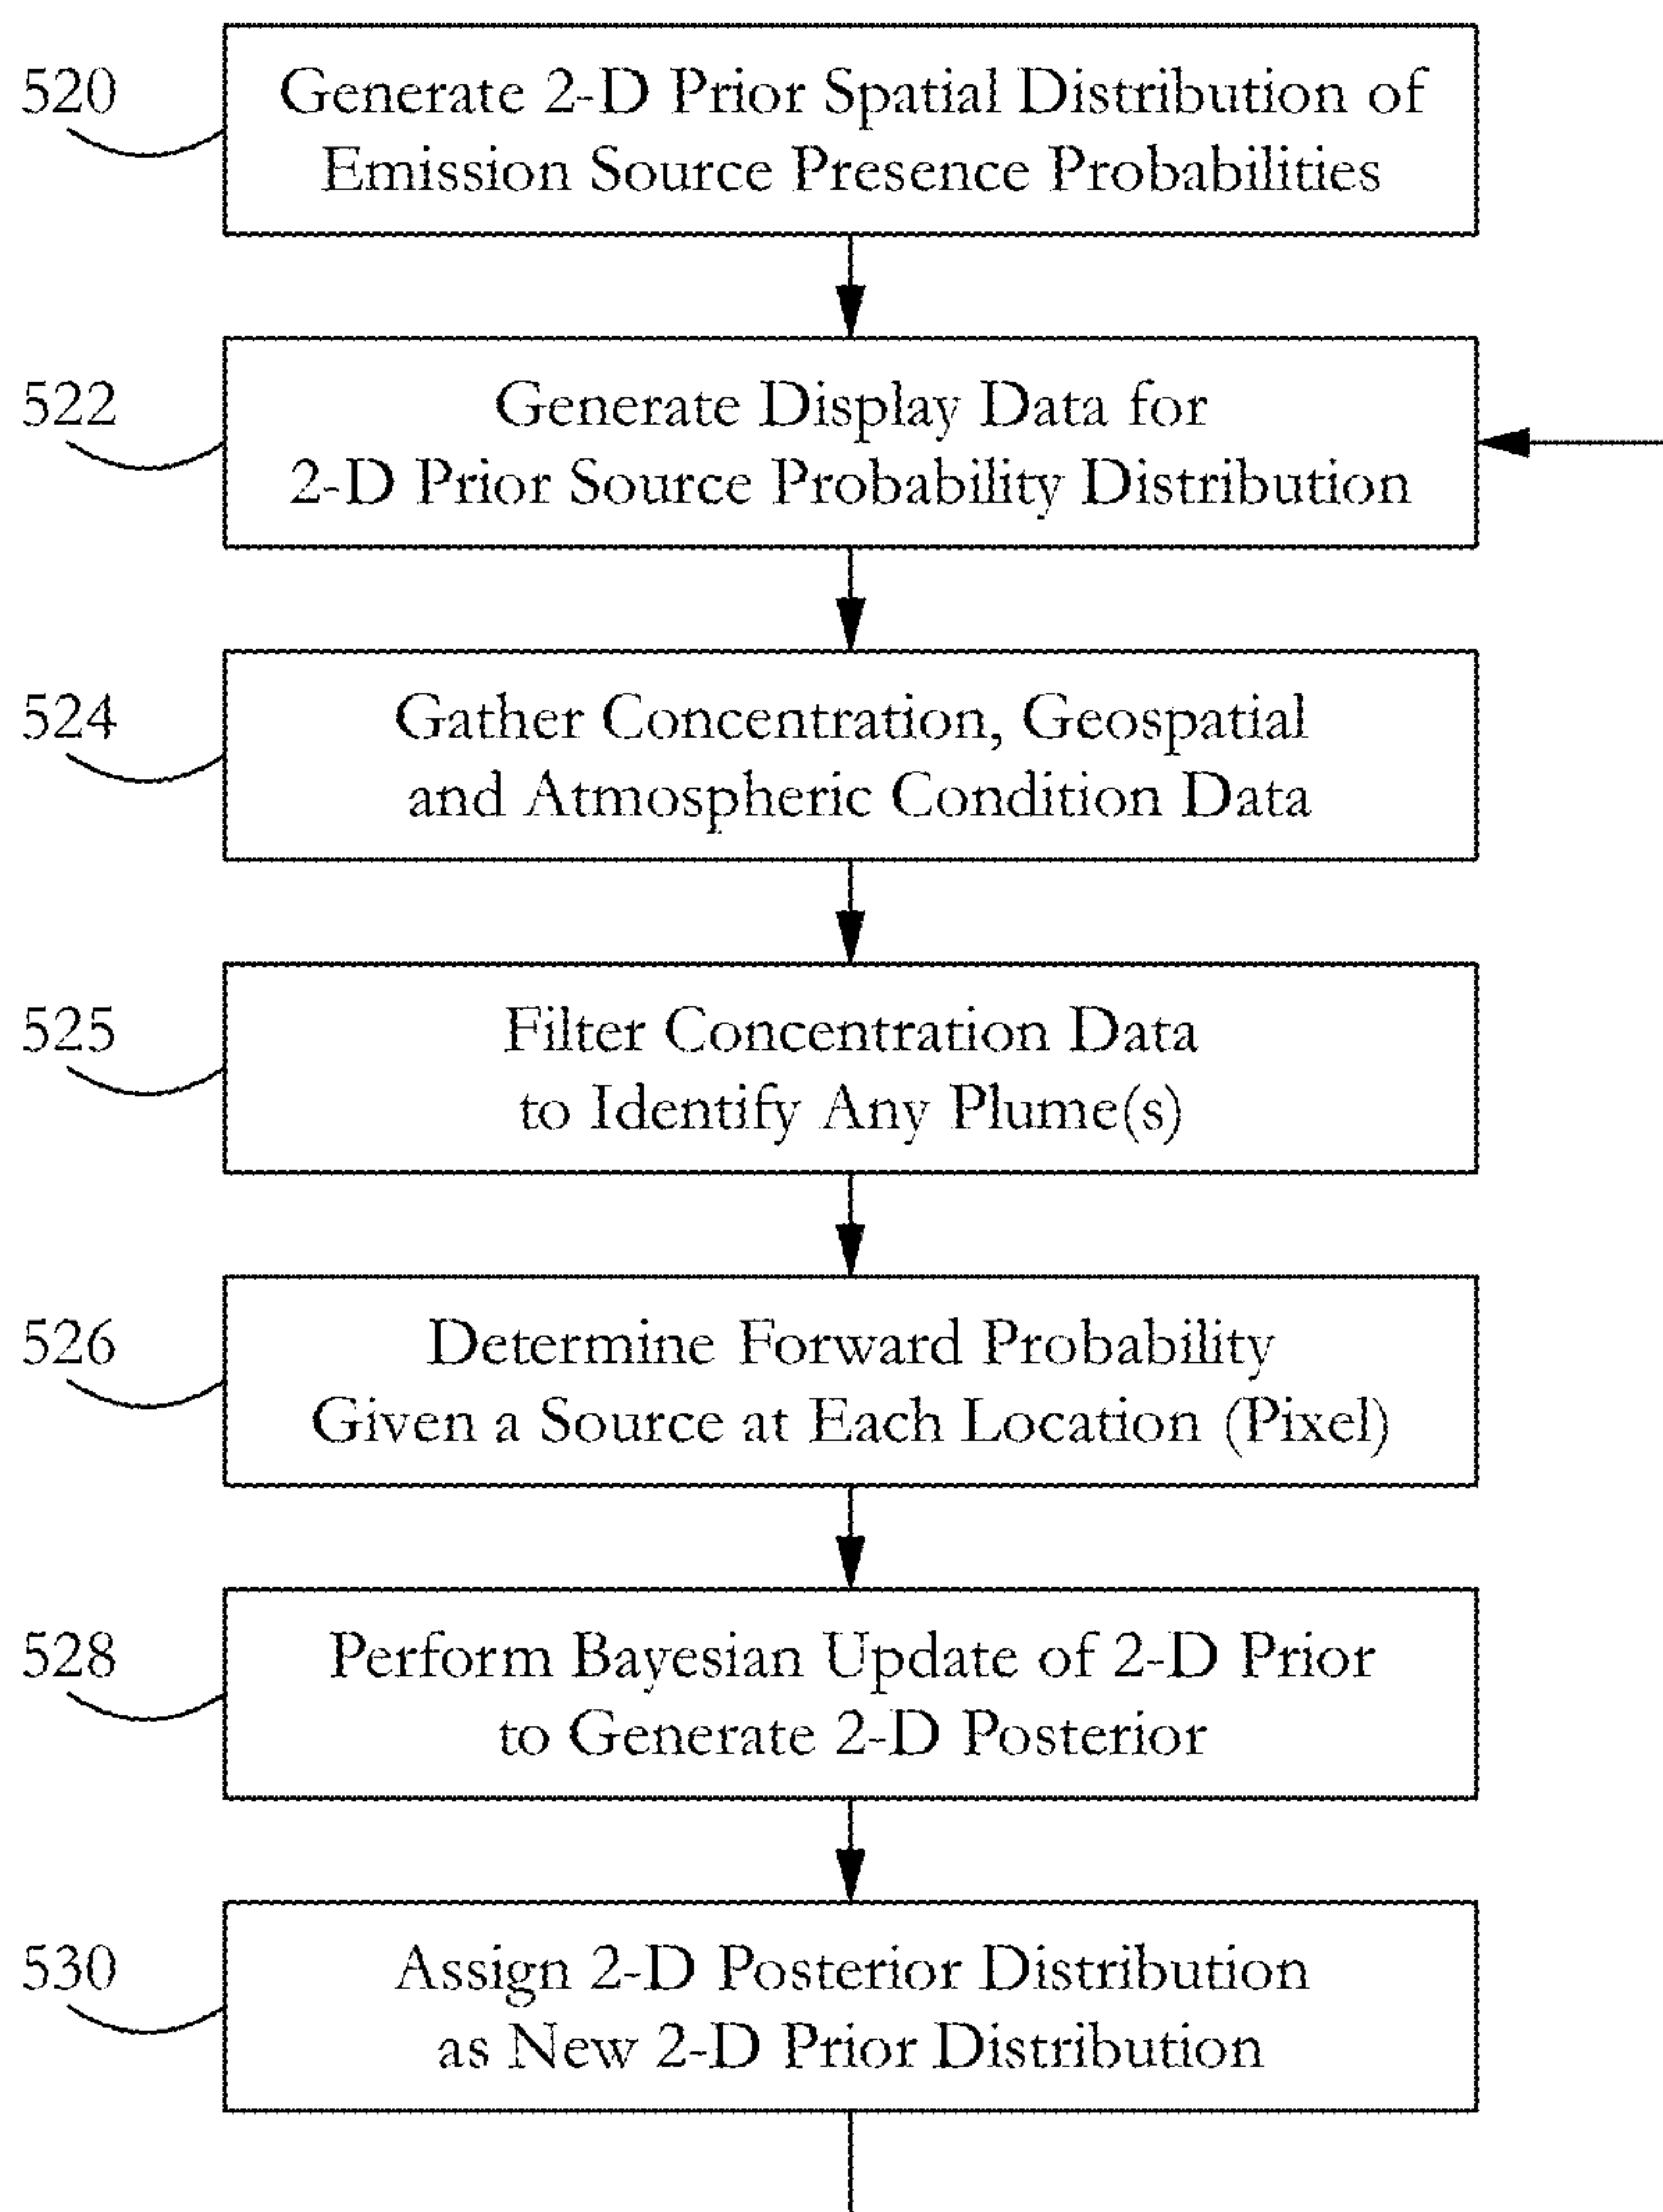 520
Generate 2-D Prior Spatial Distribution of
Emission Source Presence Probabilities
522
Generate Display Data for
2-D Prior Source Probability Distribution
524
Gather Concentration, Geospatial
and Atmospheric Condition Data
525
Filter Concentration Data
to Identify Any Plume(s)
526
Determine Forward Probability
Given a Source at Each Location (Pixel)
528
Perform Bayesian Update of 2-D Prior
to Generate 2-D Posterior
530
Assign 2-D Posterior Distribution
as New 2-D Prior Distribution